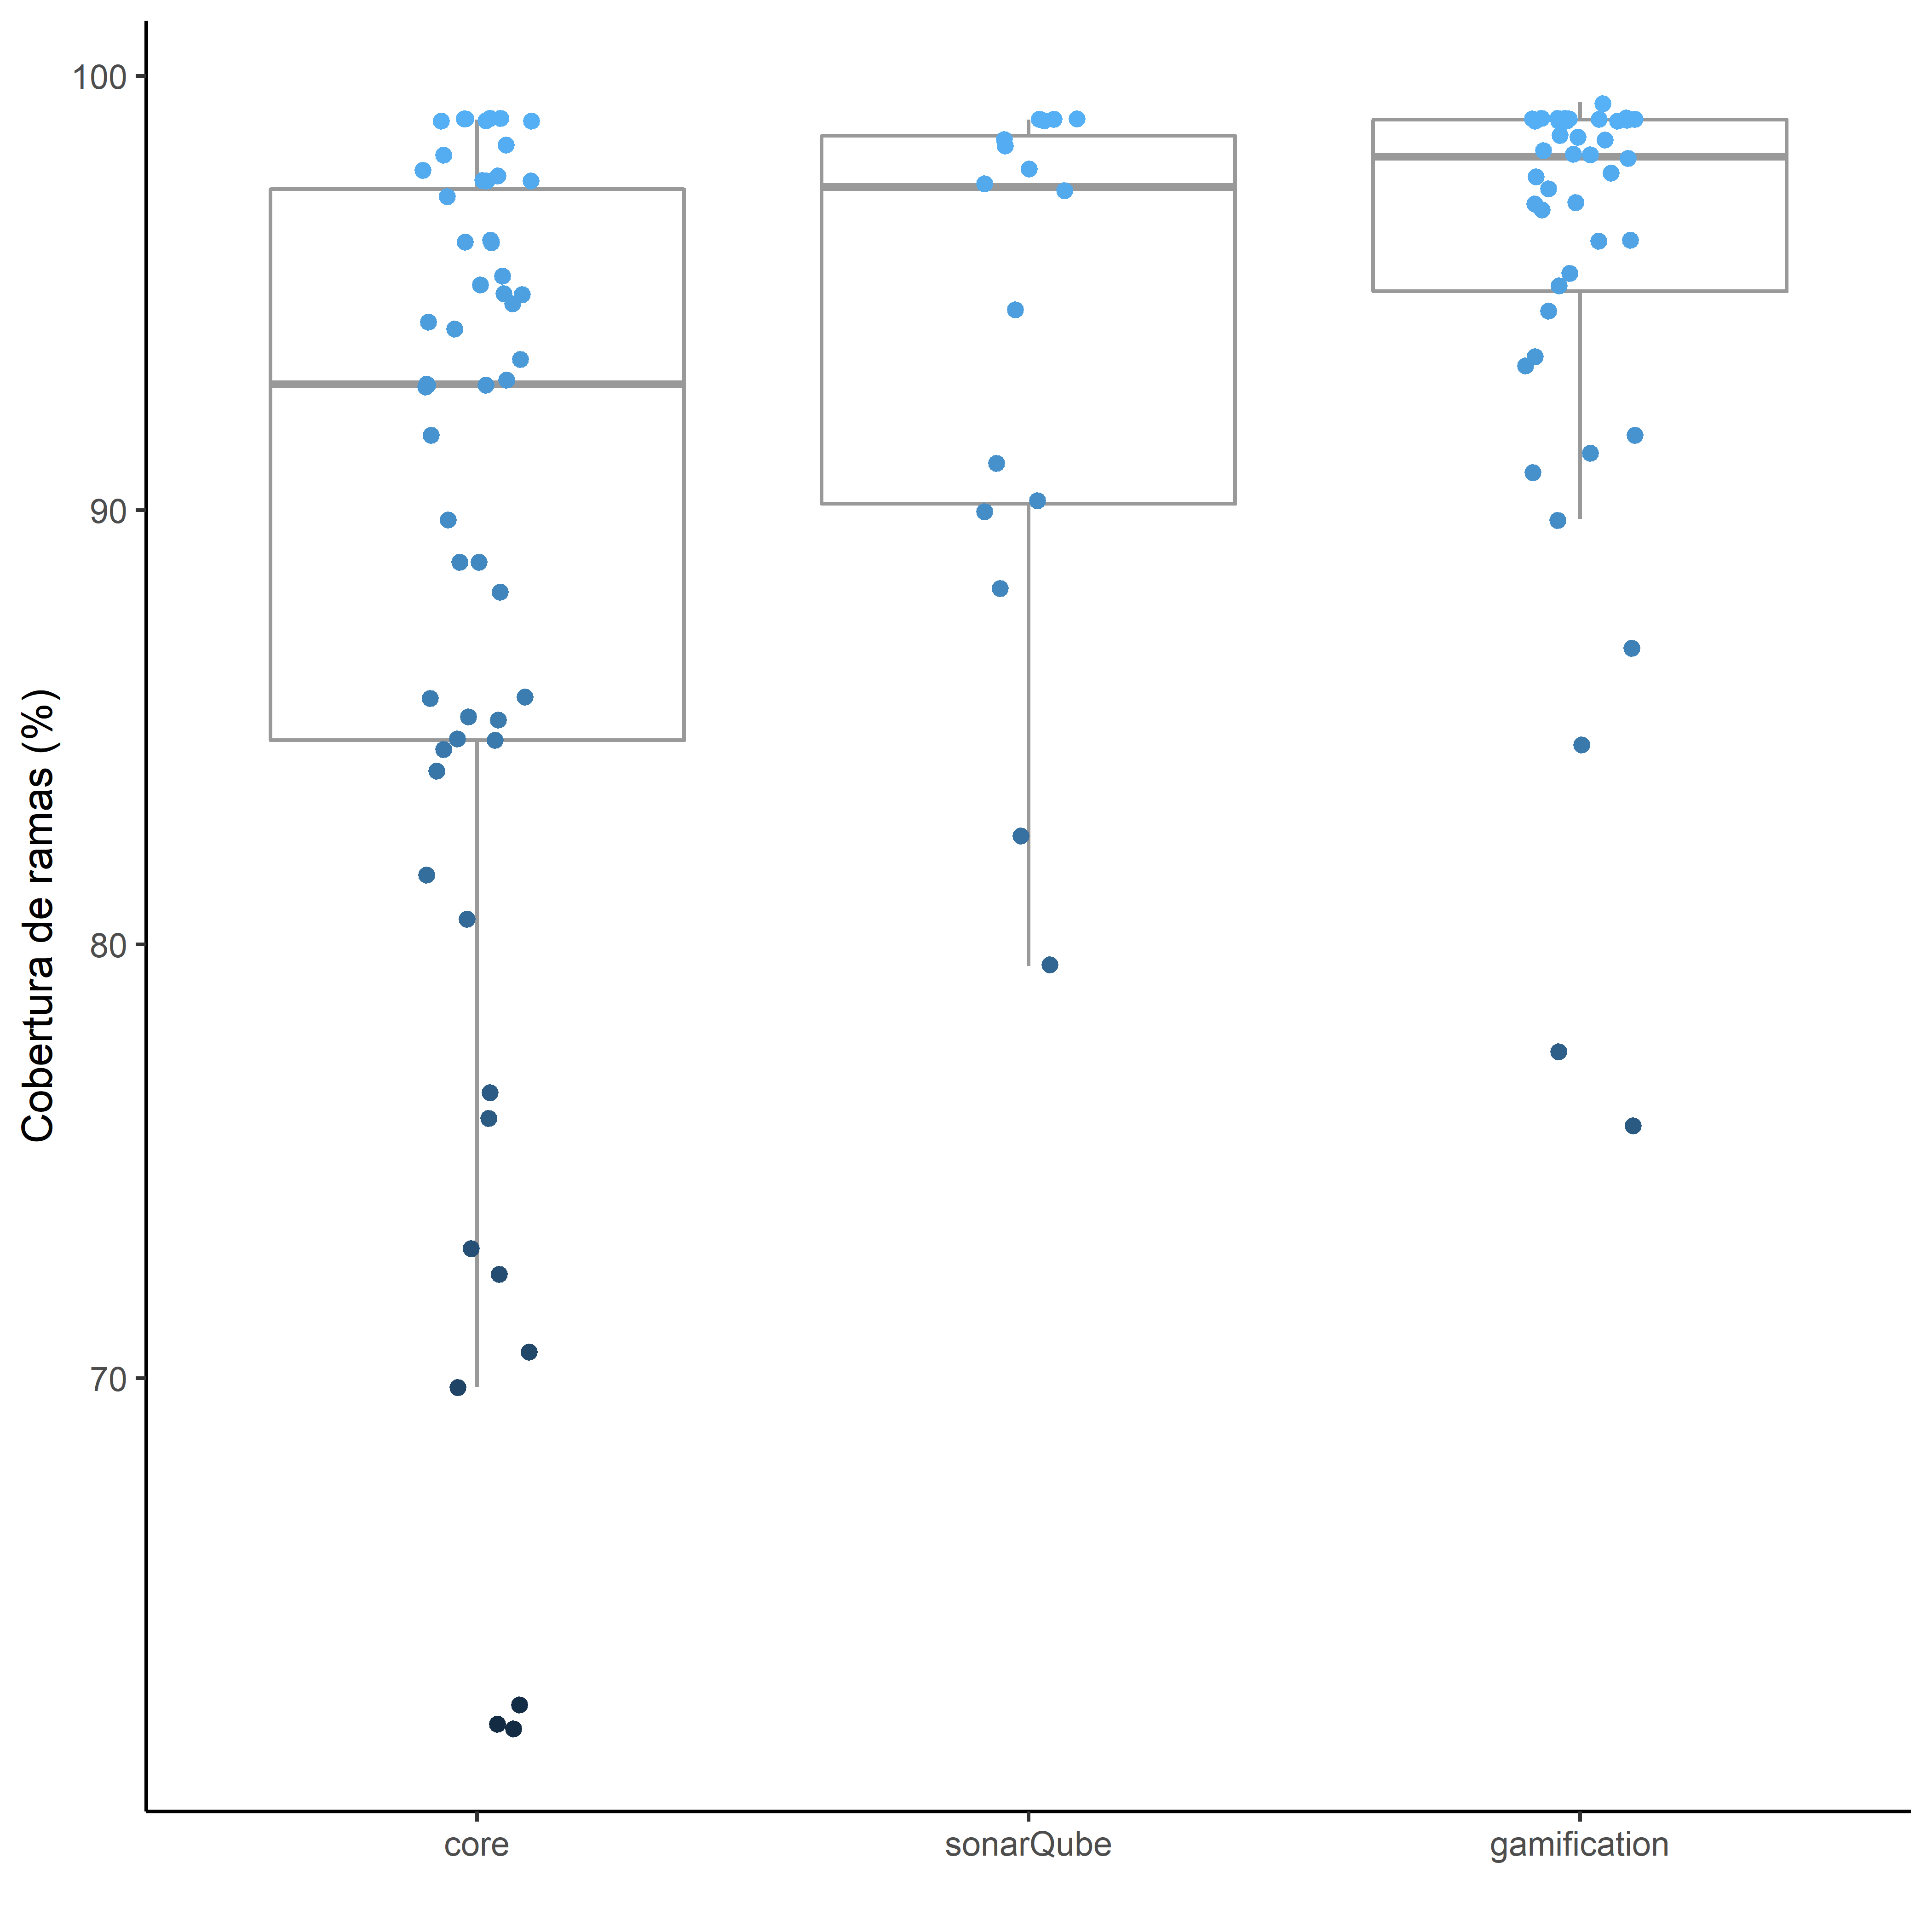 100
90
80
70
Cobertura de ramas (%)
core
sonarQube
gamification